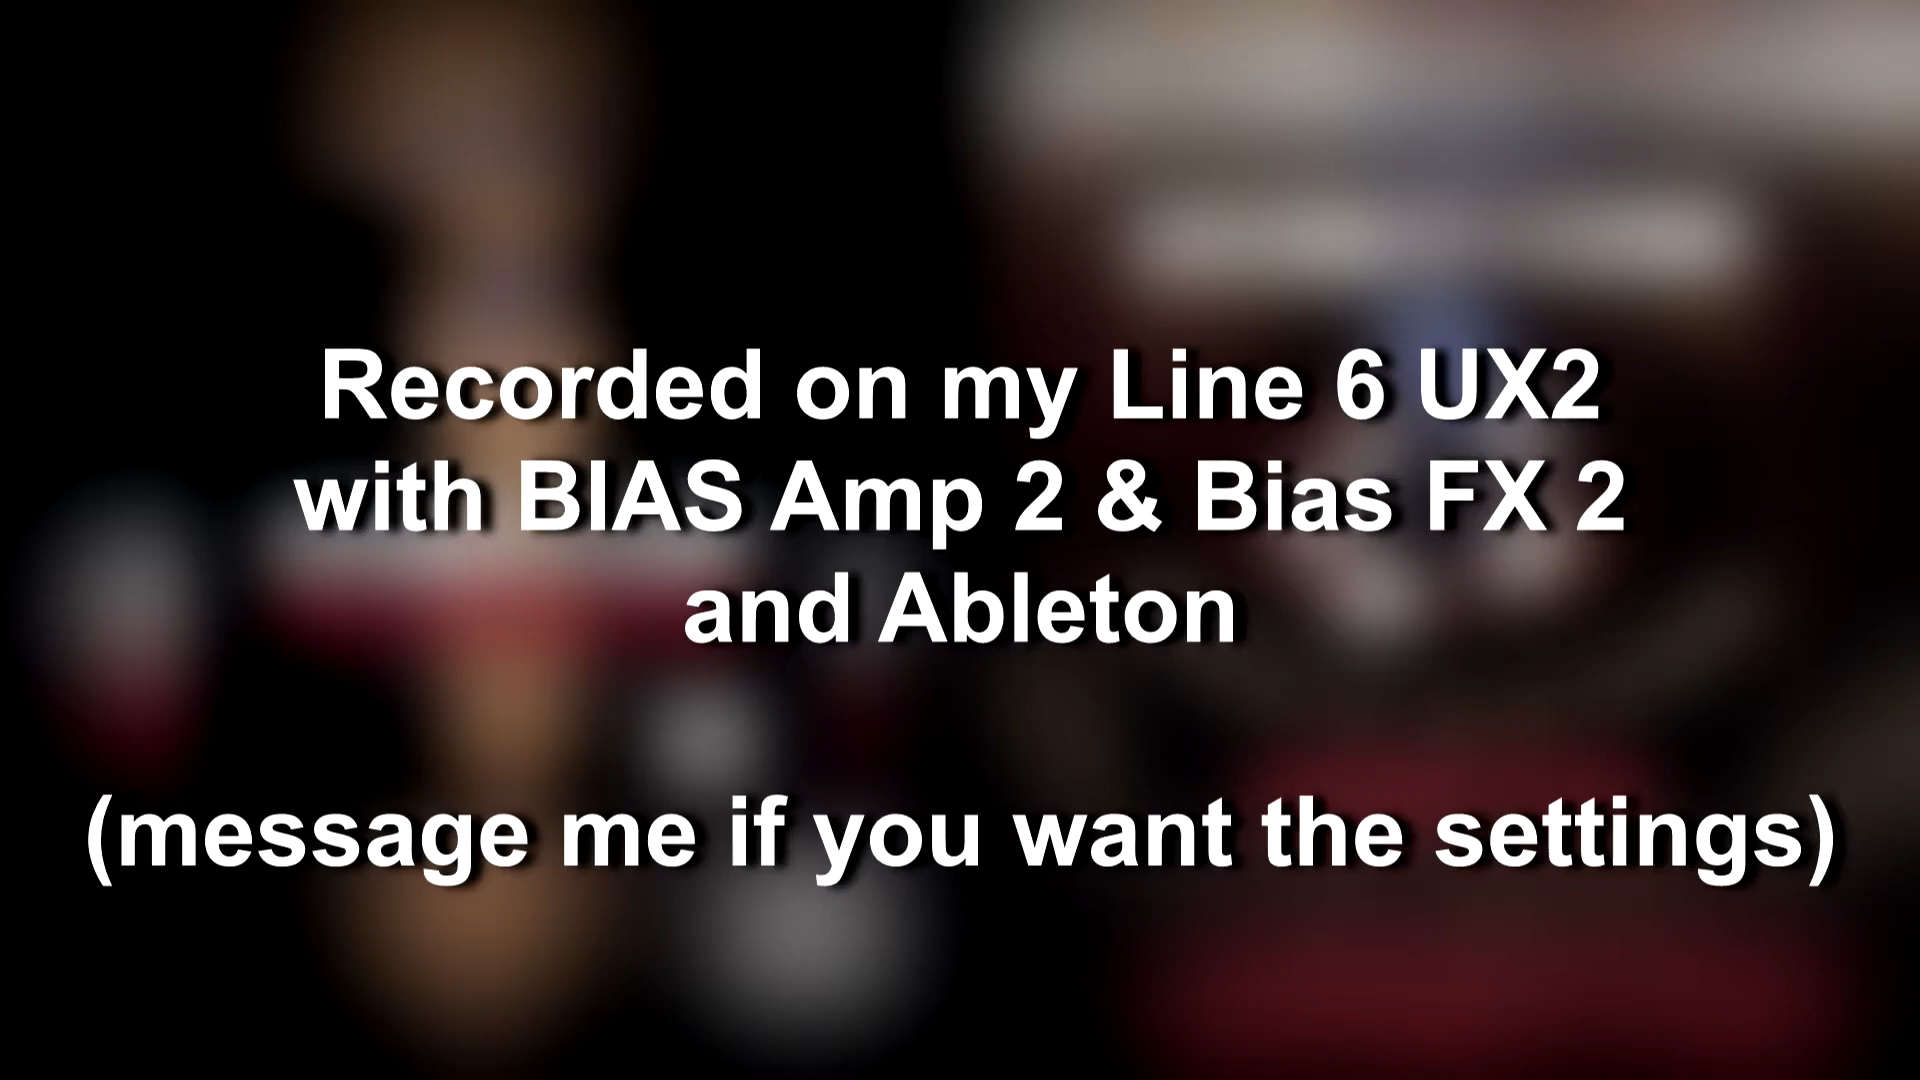 Recorded on my Line 6 UX2
with BIAS Amp 2 & Bias FX 2
and Ableton
(message me if you want the settings)